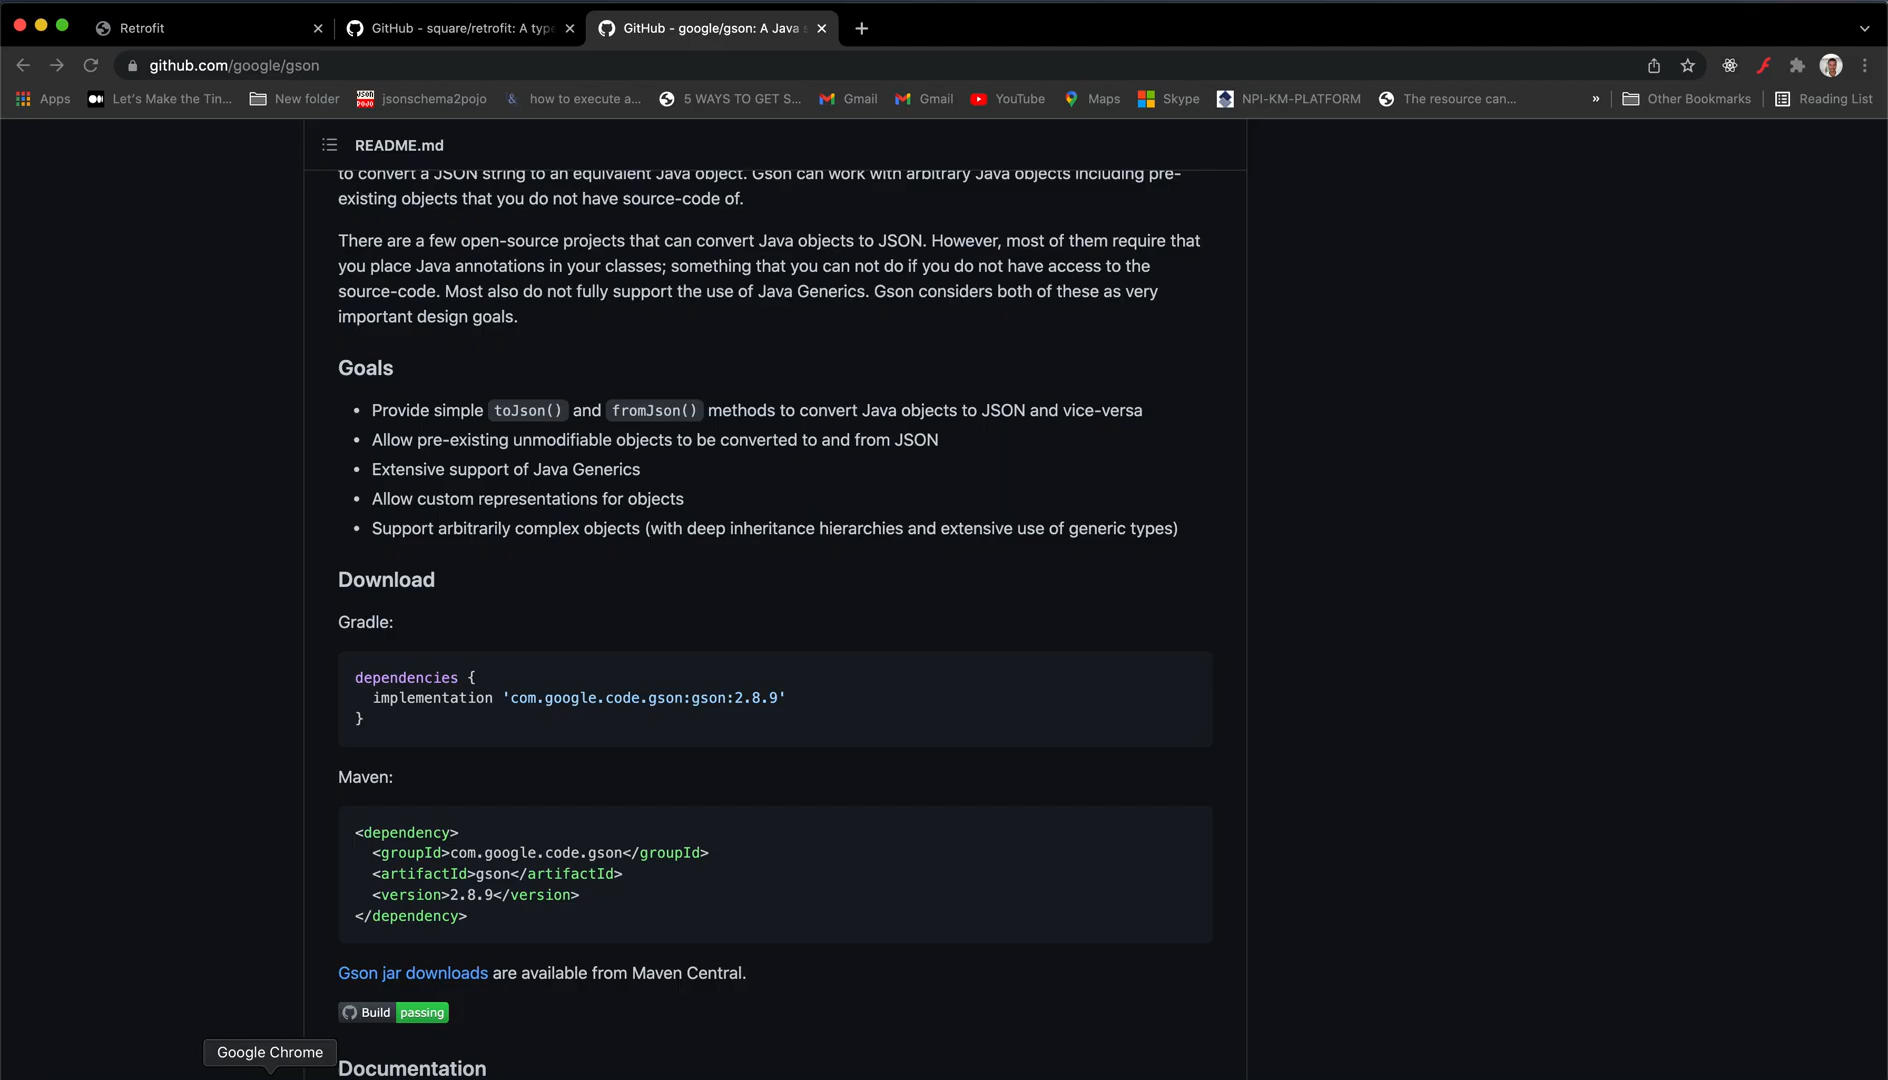 Retrofit
GitHub - square/retrofit: A type
GitHub - google/gson: A Java s
github.com/google/gson
Apps
Let's Make the Tin...
New folder
JSON POJO
jsonschema2pojo
& how to execute a...
5 WAYS TO GET S...
Gmail
Gmail
YouTube
Maps
Skype
NPI-KM-PLATFORM
The resource can...
»
Other Bookmarks
Reading List
README.md
to convert a JSON string to an equivalent Java object. Gson can work with arbitrary Java objects including pre-
existing objects that you do not have source-code of.
There are a few open-source projects that can convert Java objects to JSON. However, most of them require that
you place Java annotations in your classes; something that you can not do if you do not have access to the
source-code. Most also do not fully support the use of Java Generics. Gson considers both of these as very
important design goals.
Goals
• Provide simple toJson() and fromJson() methods to convert Java objects to JSON and vice-versa
• Allow pre-existing unmodifiable objects to be converted to and from JSON
• Extensive support of Java Generics
• Allow custom representations for objects
• Support arbitrarily complex objects (with deep inheritance hierarchies and extensive use of generic types)
Download
Gradle:
dependencies {
  implementation 'com.google.code.gson:gson:2.8.9'
}
Maven:
<dependency>
  <groupId>com.google.code.gson</groupId>
  <artifactId>gson</artifactId>
  <version>2.8.9</version>
</dependency>
Gson jar downloads are available from Maven Central.
Build passing
Google Chrome
Documentation